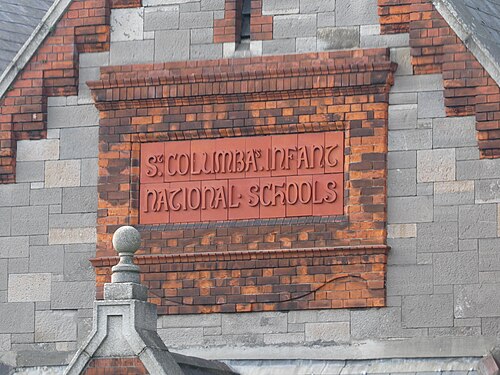 St. COLUMBA'S. INFANT
NATIONAL SCHOOLS